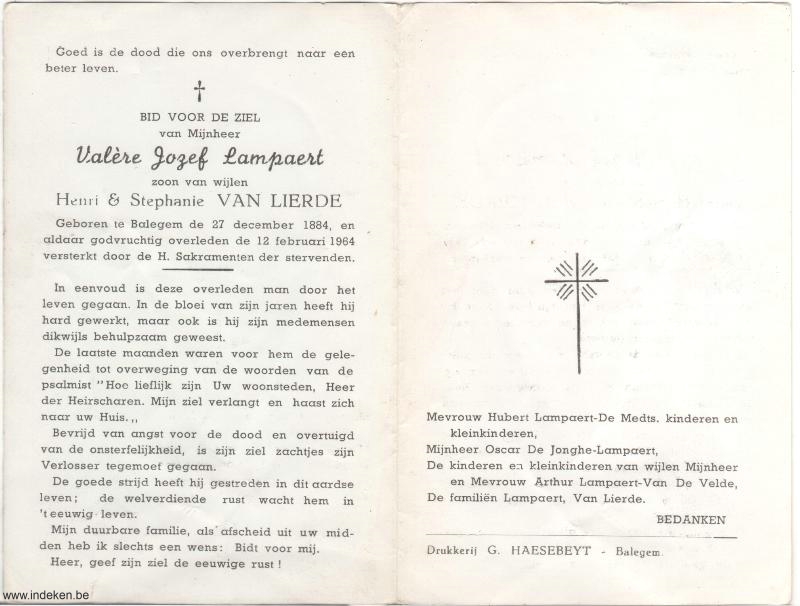 Goed is de dood die ons overbrengt naar een
beter leven.
BID VOOR DE ZIEL
van Mijnheer
Valère Jozef Lampaert
zoon van wijlen
Henri & Stephanie VAN LIERDE
Geboren te Balegem de 27 december 1884, en
aldaar godvruchtig overleden de 12 februari 1964
versterkt door de H. Sakramenten der stervenden.
In eenvoud is deze overleden man door het
leven gegaan. In de bloei van zijn jaren heeft hij
hard gewerkt, maar ook is hij zijn medemensen
dikwijls behulpzaam geweest.
De laatste maanden waren voor hem de gele-
genheid tot overweging van de woorden van de
psalmist "Hoe lieflijk zijn Uw woonsteden, Heer
der Heirscharen. Mijn ziel verlangt en haast zich
naar uw Huis.,,
Bevrijd van angst voor de dood en overtuigd
van de onsterfelijkheid, is zijn ziel zachtjes zijn
Verlosser tegemoef gegaan.
De goede strijd heeft hij gestreden in dit aardse
leven; de welverdiende rust wacht hem in
't eeuwig leven.
Mijn duurbare familie, als afscheid uit uw mid-
den heb ik slechts een wens: Bidt voor mij.
Heer, geef zijn ziel de eeuwige rust !
Mevrouw Hubert Lampaert-De Medts. kinderen en
kleinkinderen,
Mijnheer Oscar De Jonghe-Lampaert,
De kinderen en kleinkinderen van wijlen Mijnheer
en Mevrouw Arthur Lampaert-Van De Velde,
De familiën Lampaert, Van Lierde.
BEDANKEN
Drukkerij G. HAESEBEYT - Balegem.
www.indeken.be